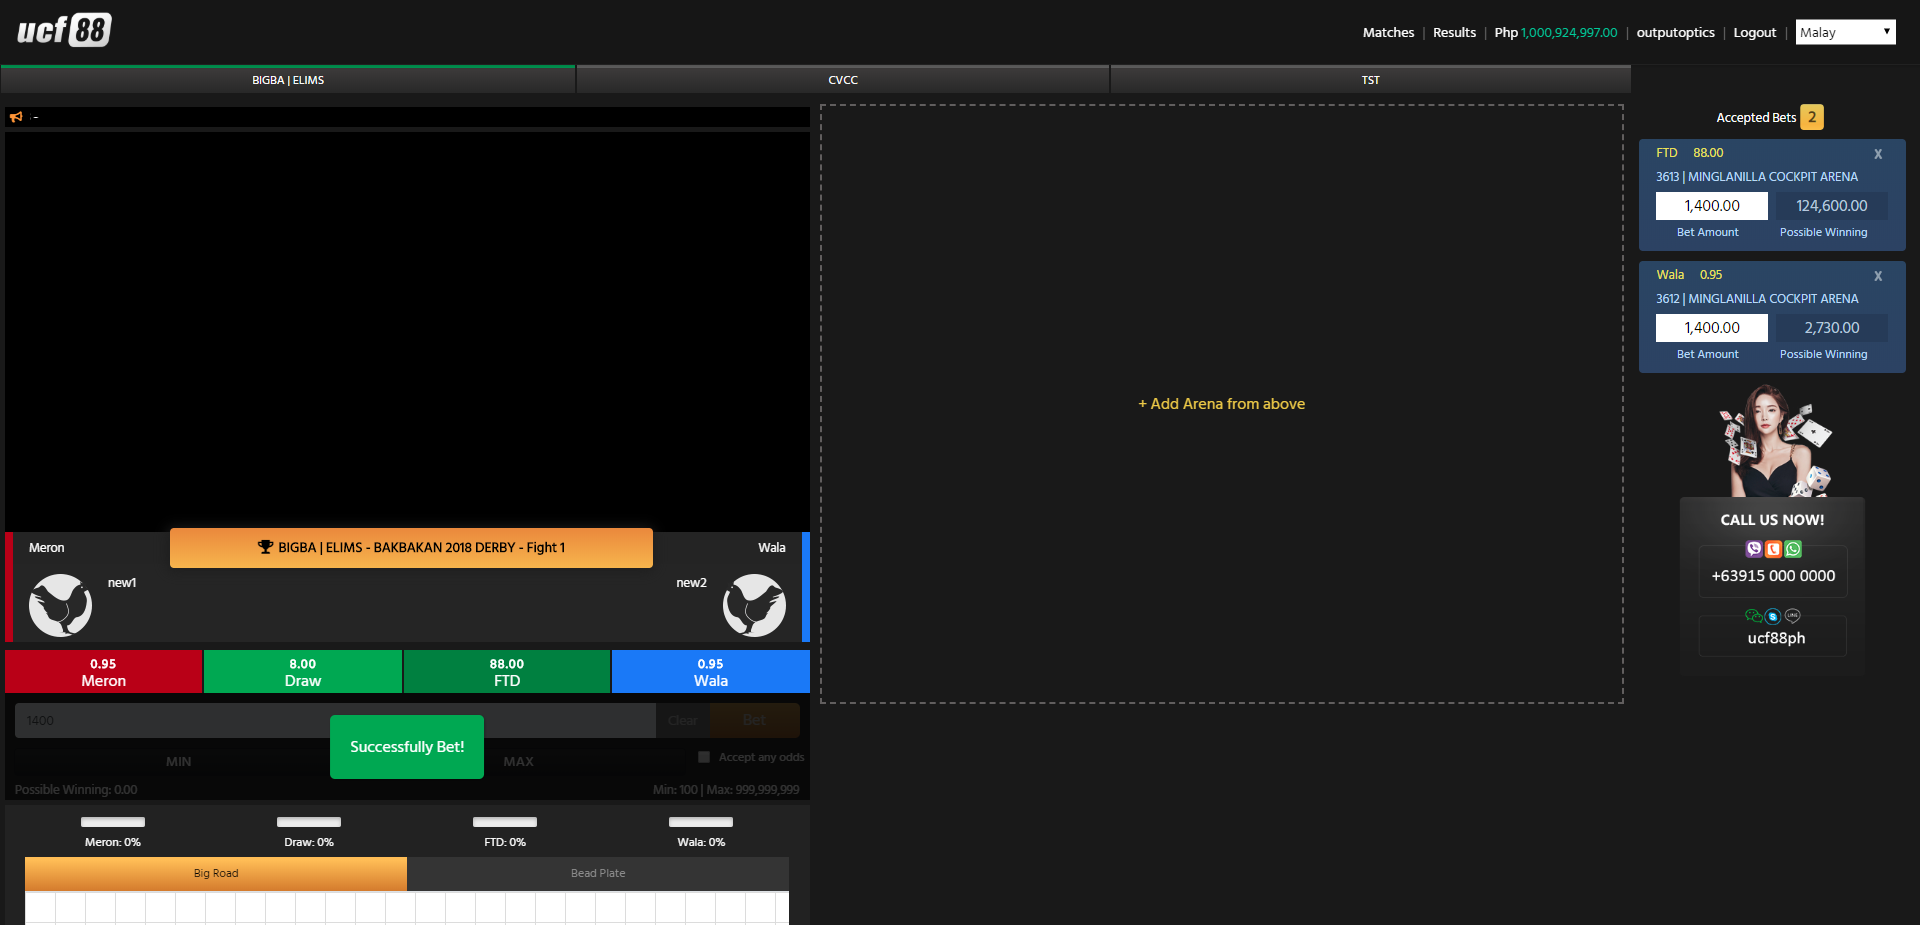 ucf 88
Matches | Results | Php 1,000,924,997.00 | outputoptics | Logout | Malay
BIGBA | ELIMS
CVCC
TST
-
+ Add Arena from above
Accepted Bets 2
FTD 88.00 X
3613 | MINGLANILLA COCKPIT ARENA
1,400.00 124,600.00
Bet Amount Possible Winning
Wala 0.95 X
3612 | MINGLANILLA COCKPIT ARENA
1,400.00 2,730.00
Bet Amount Possible Winning
CALL US NOW!
+63915 000 0000
LINE
ucf88ph
Meron
BIGBA | ELIMS - BAKBAKAN 2018 DERBY - Fight 1
Wala
new1
new2
0.95
Meron
8.00
Draw
88.00
FTD
0.95
Wala
1400 Clear Bet
Successfully Bet!
MIN MAX Accept any odds
Possible Winning: 0.00 Min: 100 | Max: 999,999,999
Meron: 0% Draw: 0% FTD: 0% Wala: 0%
Big Road Bead Plate